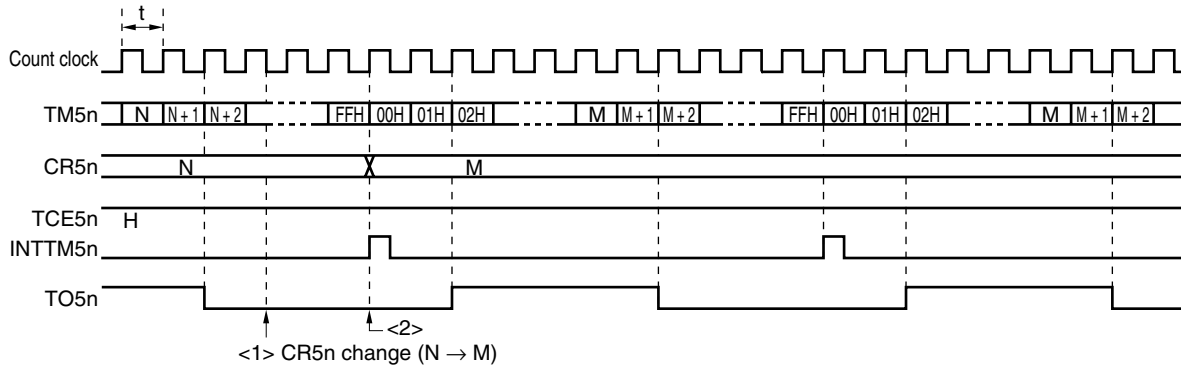 t
Count clock
TM5n N N + 1 N + 2 FFH 00H 01H 02H M M + 1 M + 2 FFH 00H 01H 02H M M + 1 M + 2
CR5n N M
TCE5n H
INTTM5n
TO5n
<2>
<1> CR5n change (N → M)